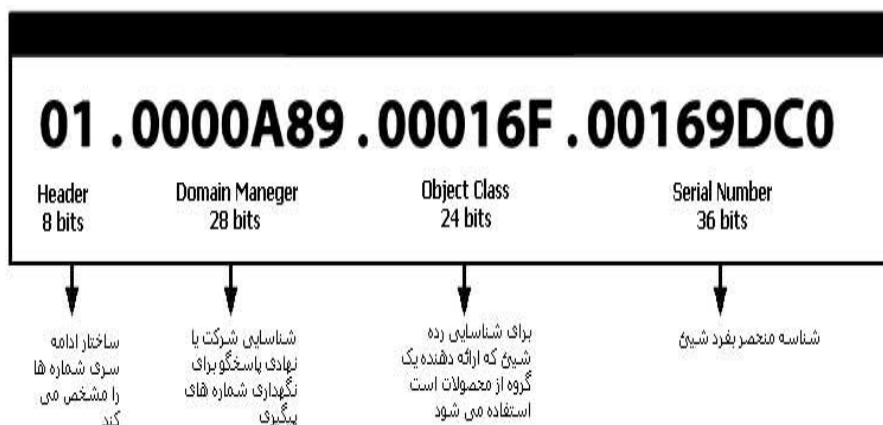 01 .0000A89 .00016F .00169DC0
Header
8 bits
Domain Maneger
28 bits
Object Class
24 bits
Serial Number
36 bits
ساختار ادامه
سری شماره ها
را مشخص می
کند
شناسایی شرکت یا
نهادی پاسخگو برای
نگهداری شماره های
پیگیری
برای شناسایی رده
شیئ که ارائه دهنده یک
گروه از محصولات است
استفاده می شود
شناسه منحصر بفرد شیئ